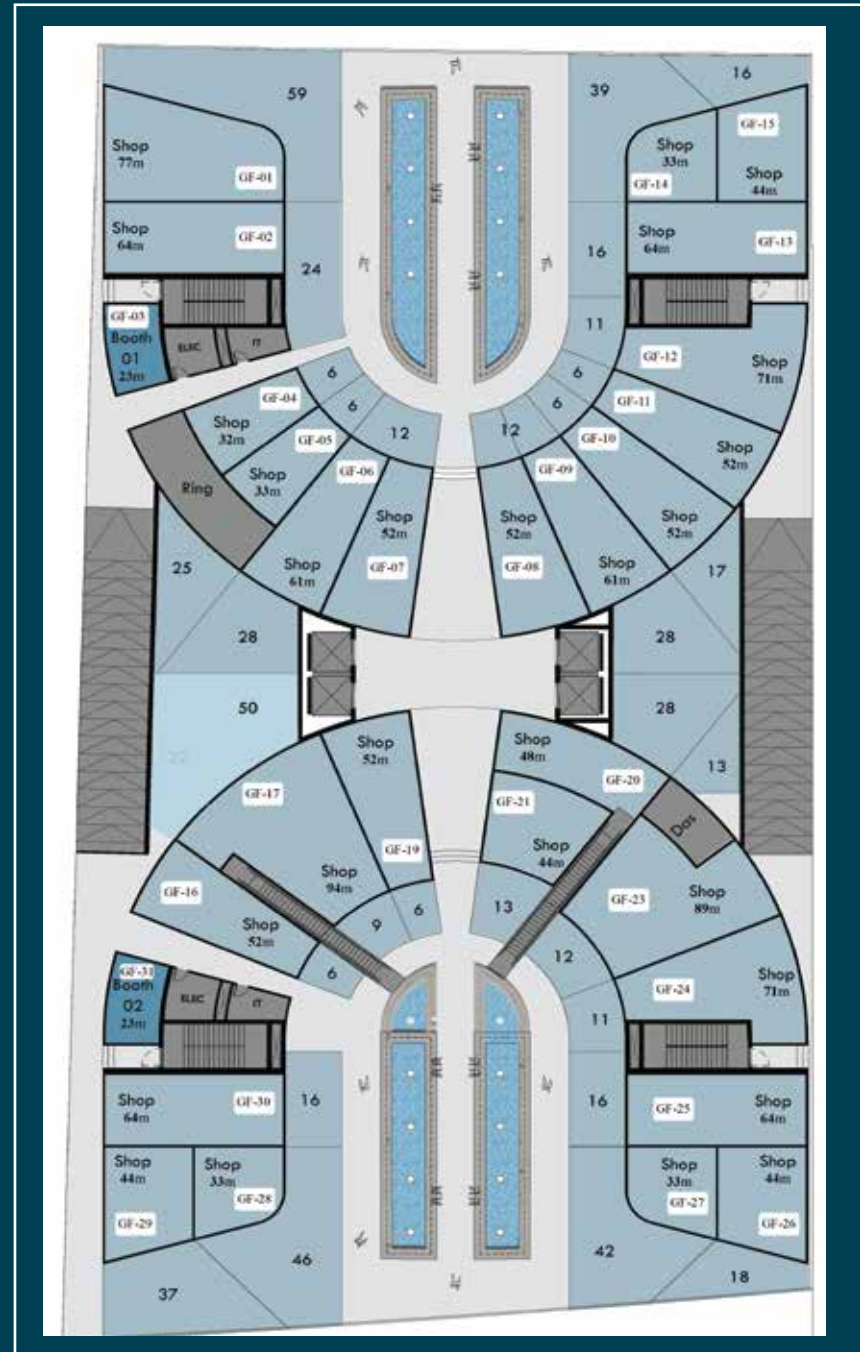 59
39
16
Shop
77m
GF-01
Shop
33m
GF-14
GF-15
Shop
44m
Shop
64m
GF-02
24
16
Shop
64m
GF-13
GF-03
Booth
01
23m
ELEC
IT
11
GF-12
Shop
71m
6
6
12
12
6
6
GF-04
Shop
32m
GF-05
Shop
33m
GF-06
Shop
61m
Shop
52m
GF-07
Shop
52m
GF-08
GF-09
Shop
61m
GF-10
Shop
52m
GF-11
Shop
52m
Ring
25
17
28
28
50
22
28
13
Shop
52m
GF-19
GF-17
Shop
94m
GF-16
Shop
52m
Shop
48m
GF-20
GF-21
Shop
44m
Das
GF-23
Shop
89m
9
6
6
13
12
11
GF-31
Booth
02
23m
ELEC
IT
GF-24
Shop
71m
Shop
64m
GF-30
16
16
GF-25
Shop
64m
Shop
44m
GF-29
Shop
33m
GF-28
Shop
33m
GF-27
Shop
44m
GF-26
46
37
42
18